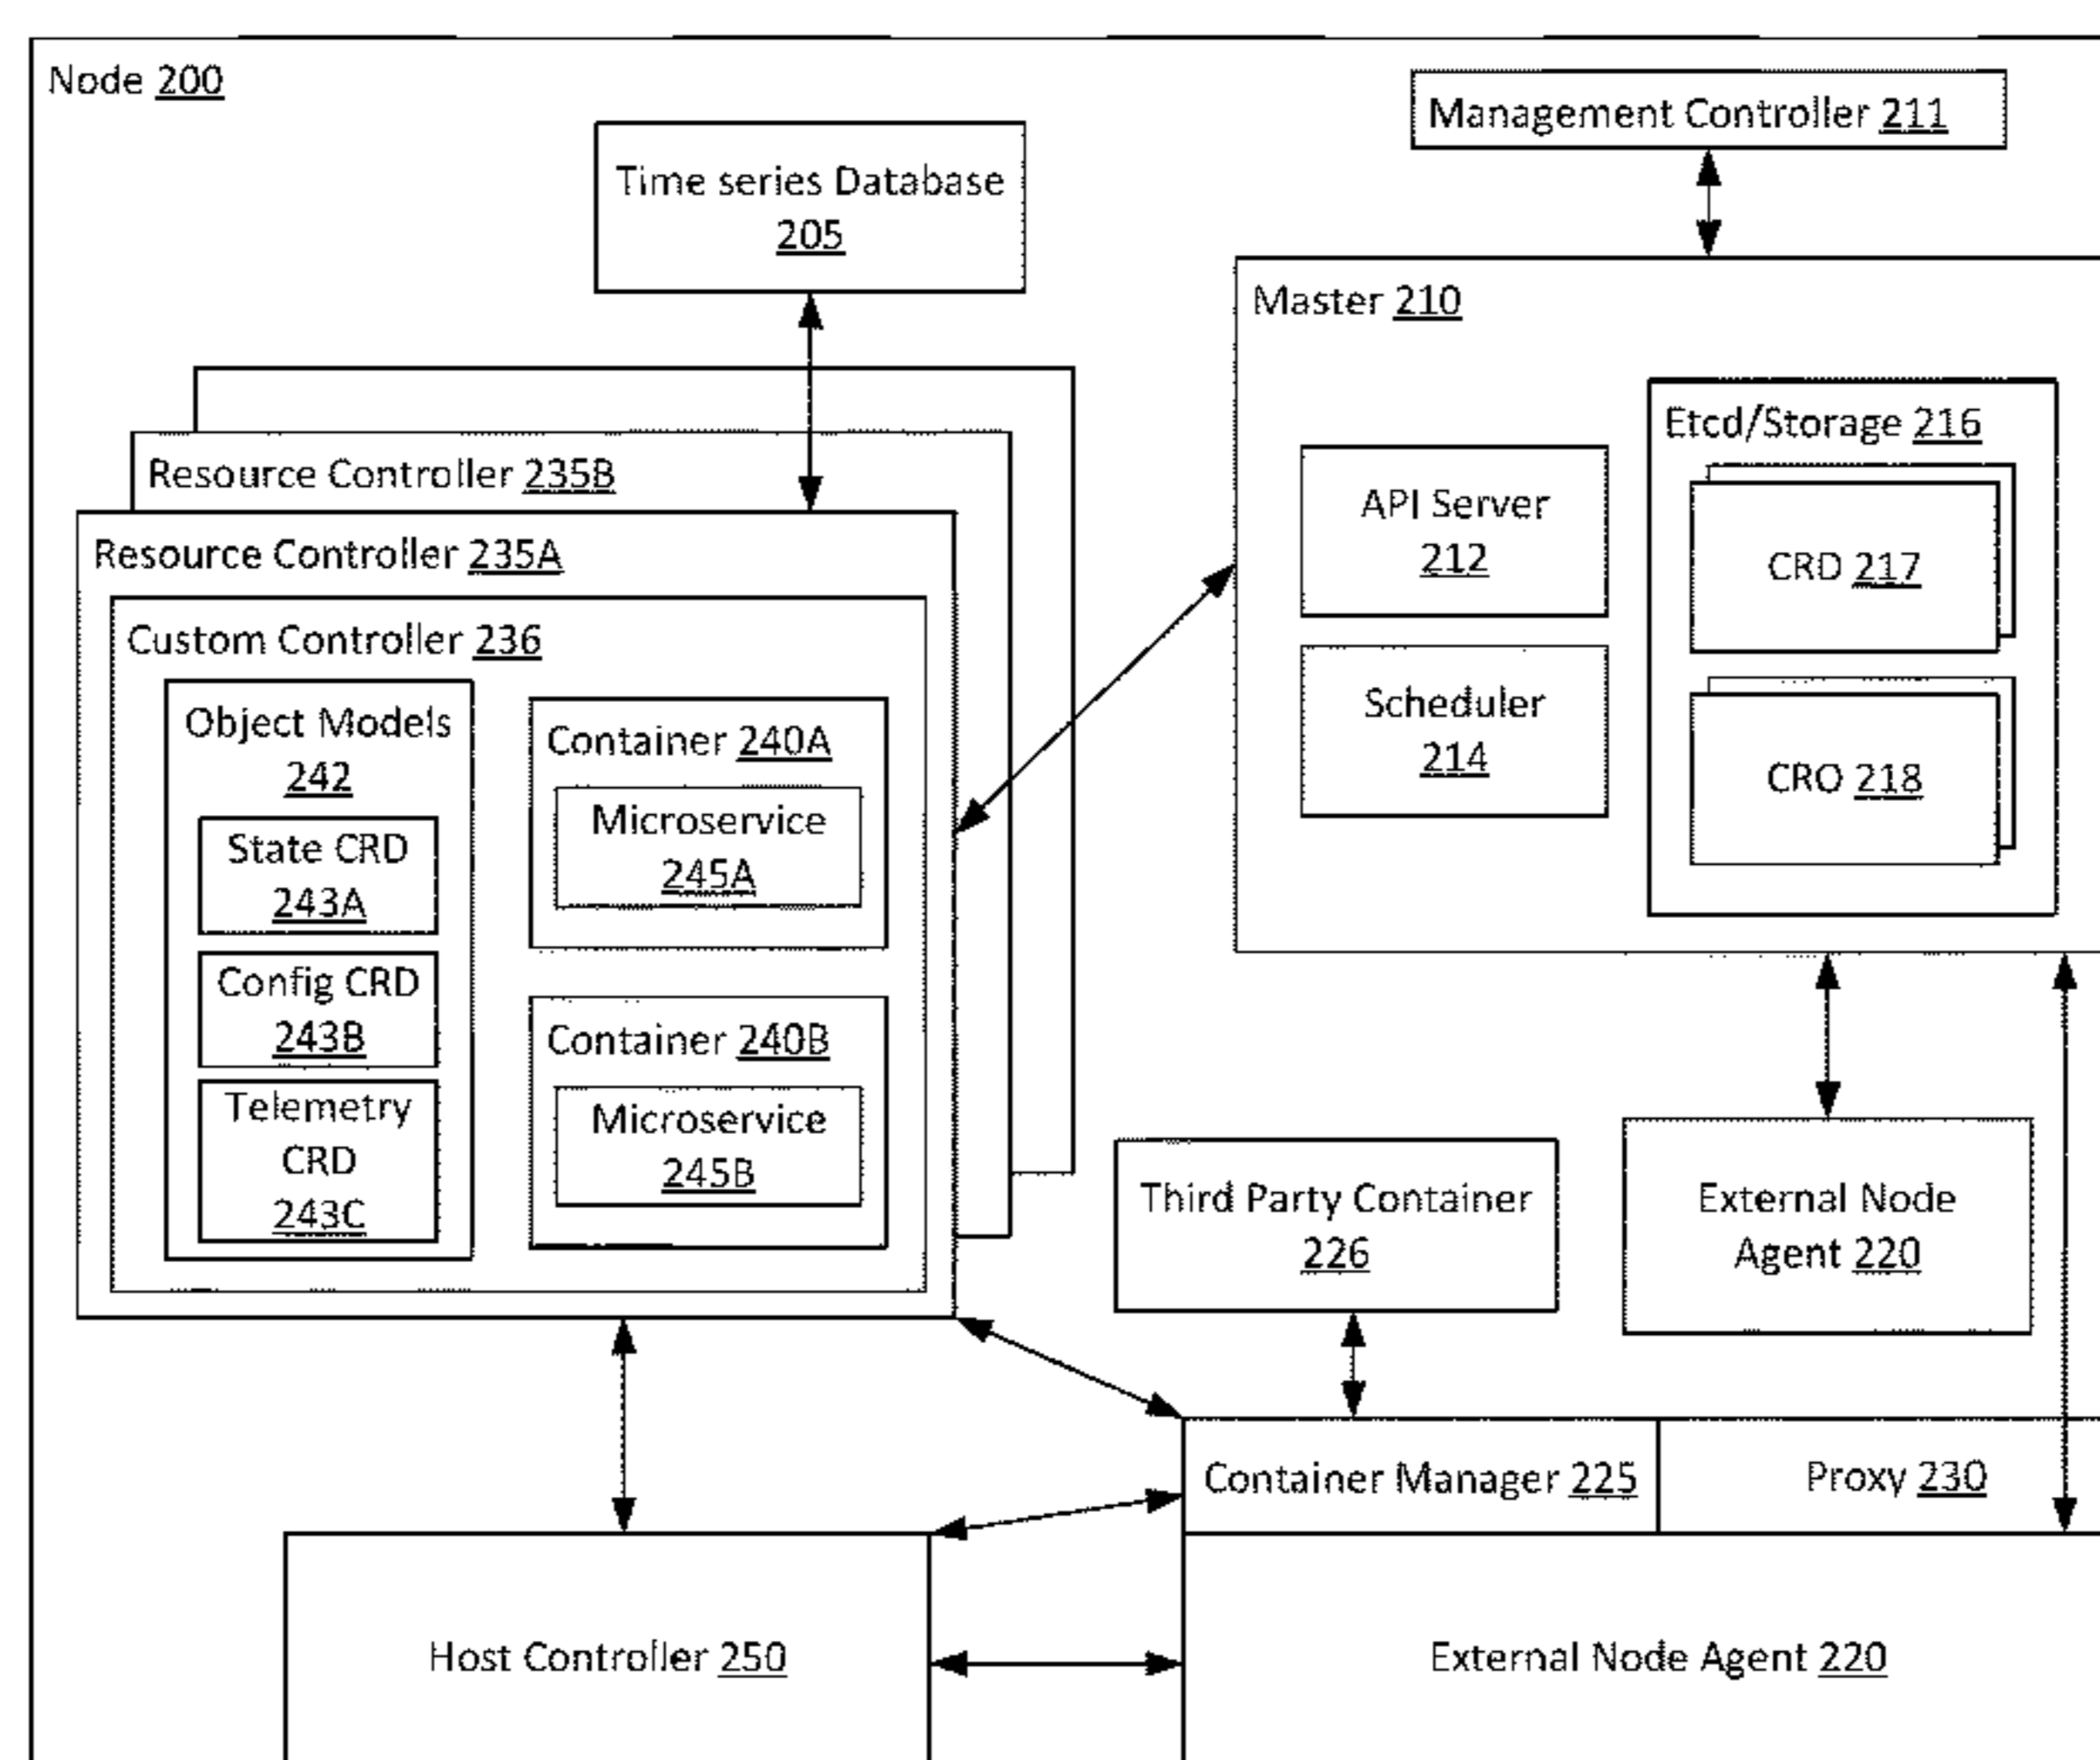 Node 200
Management Controller 211
Time series Database
205
Master 210
Etcd/Storage 216
API Server
212
CRD 217
Scheduler
214
CRO 218
Resource Controller 235B
Resource Controller 235A
Custom Controller 236
Object Models
242
State CRD
243A
Config CRD
243B
Telemetry
CRD
243C
Container 240A
Microservice
245A
Container 240B
Microservice
245B
Third Party Container
226
External Node
Agent 220
Container Manager 225
Proxy 230
Host Controller 250
External Node Agent 220